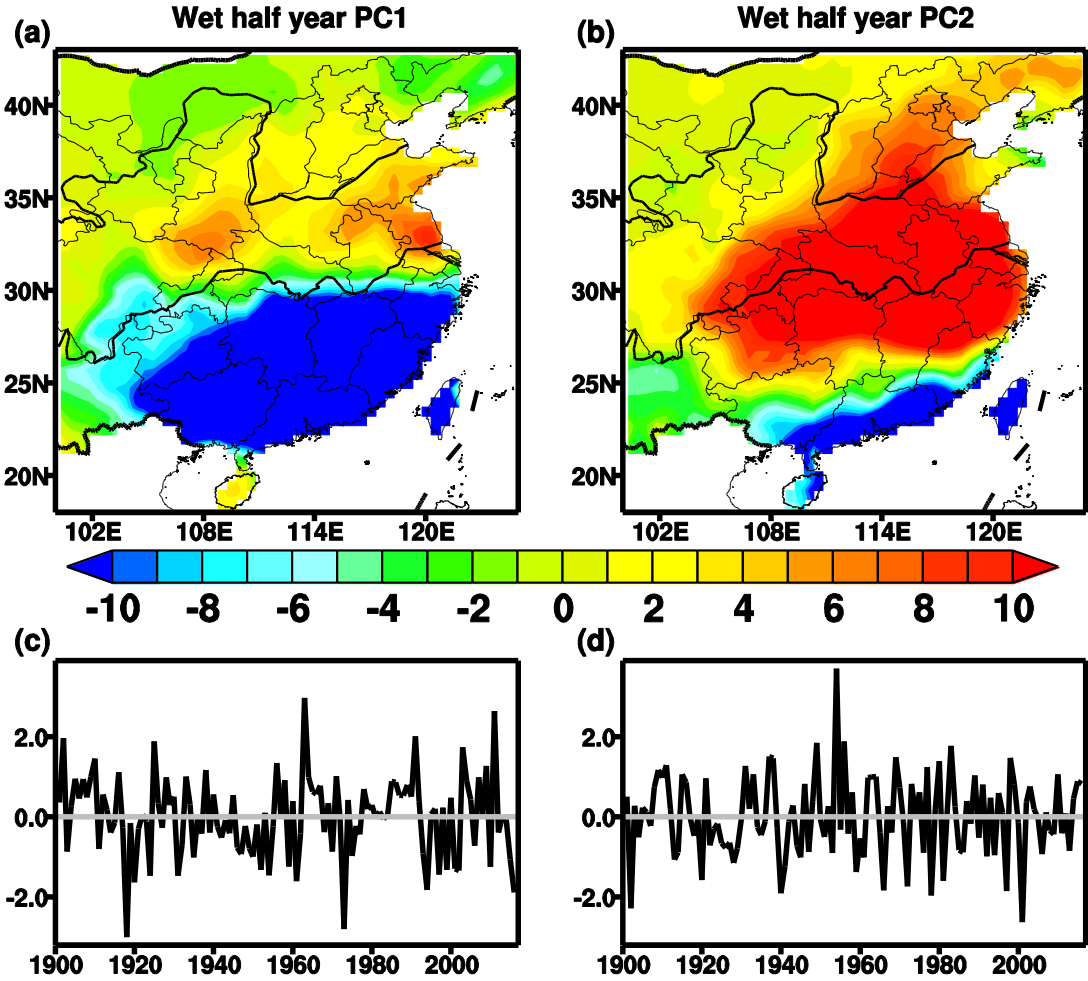 (a) Wet half year PC1
(b) Wet half year PC2
40N
35N
30N
25N
20N
102E 108E 114E 120E
40N
35N
30N
25N
20N
102E 108E 114E 120E
-10 -8 -6 -4 -2 0 2 4 6 8 10
(c)
2.0
0.0
-2.0
1900 1920 1940 1960 1980 2000
(d)
2.0
0.0
-2.0
1900 1920 1940 1960 1980 2000